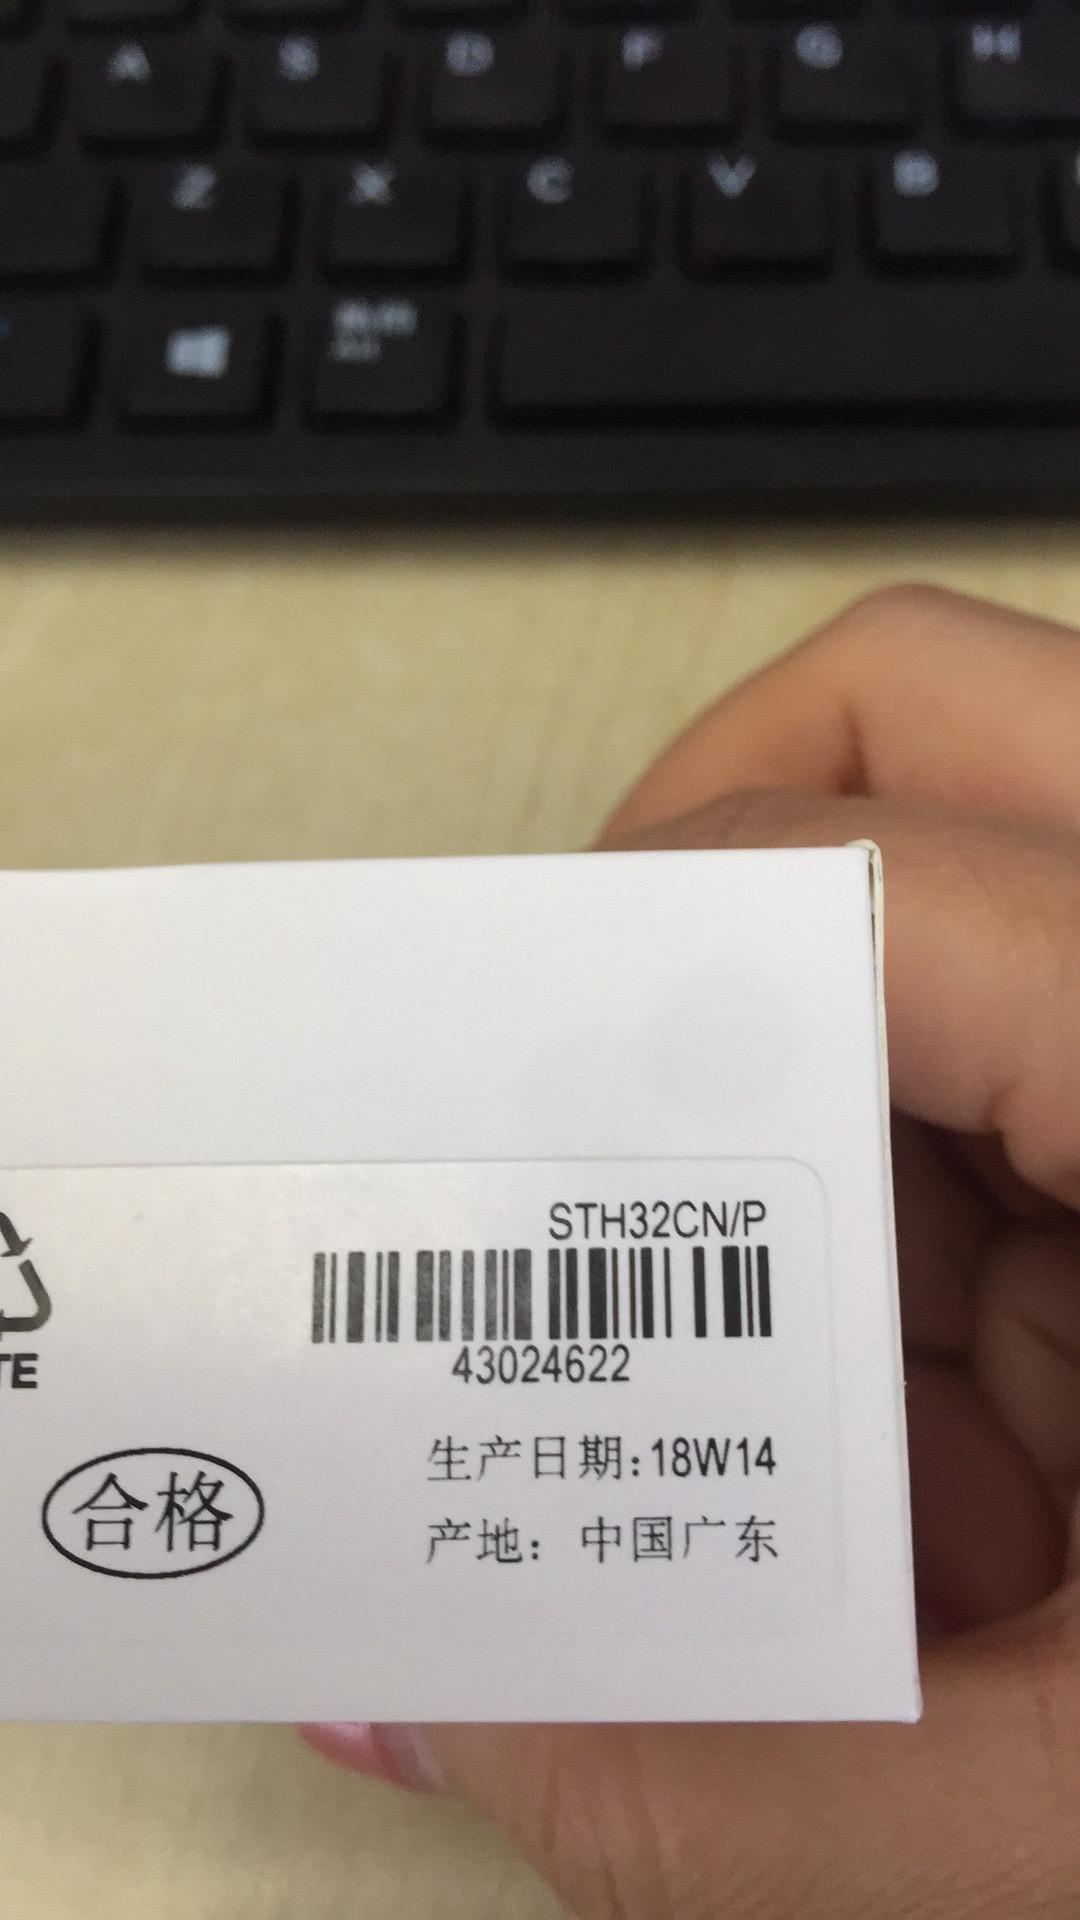 A S D F G H
Z X C V B
STH32CN/P
43024622
TE
生产日期:18W14
合格
产地: 中国广东